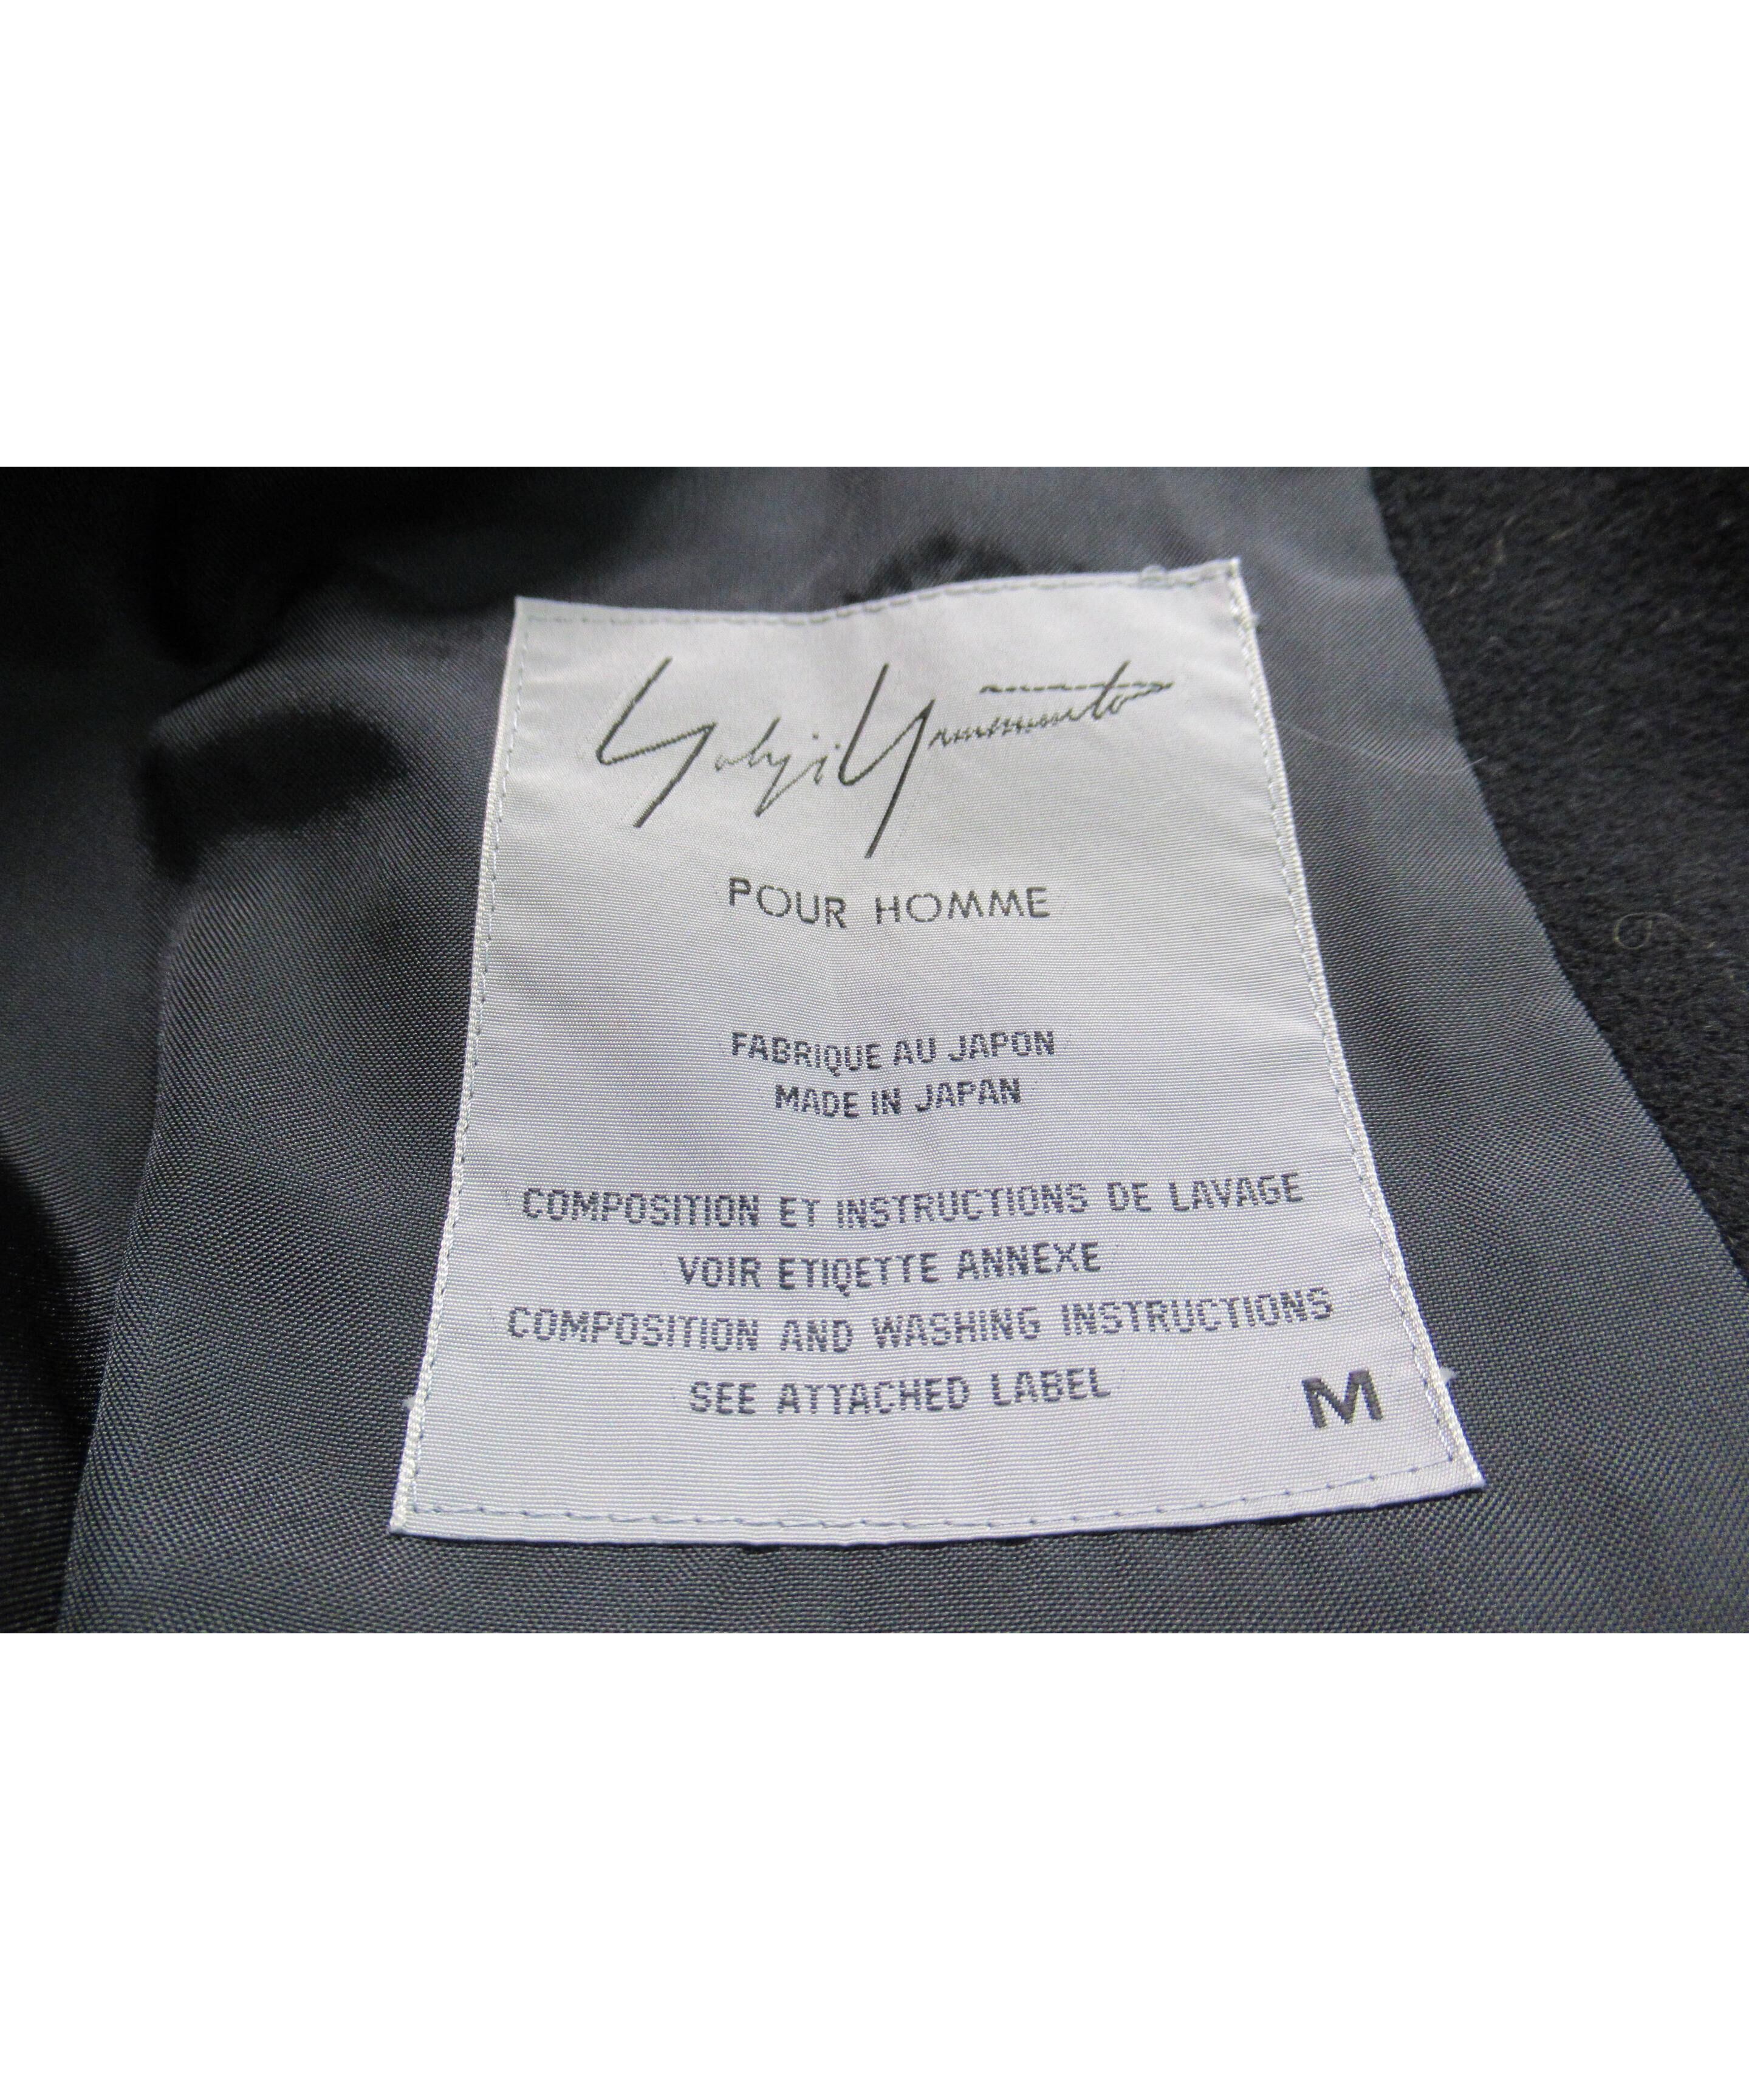 Yohji Yamamoto
POUR HOMME
FABRIQUE AU JAPON
MADE IN JAPAN
COMPOSITION ET INSTRUCTIONS DE LAVAGE
VOIR ETIQETTE ANNEXE
COMPOSITION AND WASHING INSTRUCTIONS
SEE ATTACHED LABEL
M